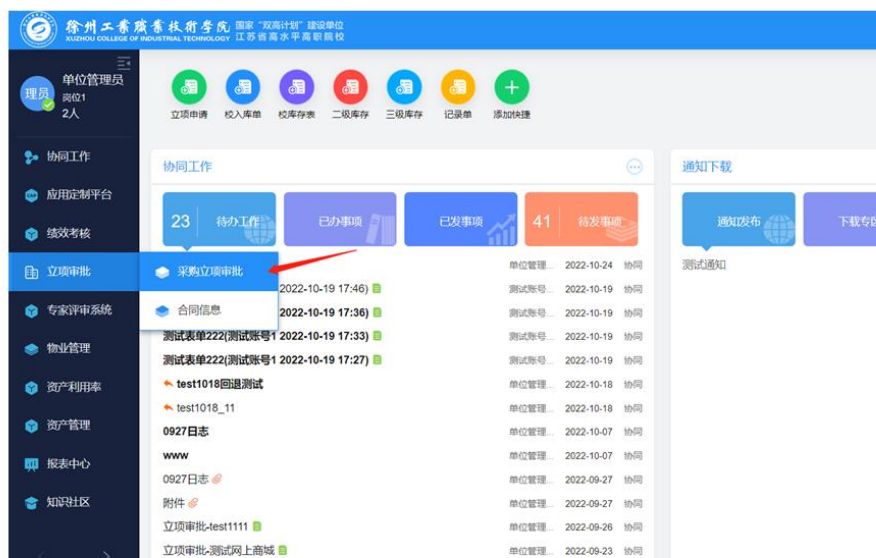 徐州工业职业技术学院 国家“双高计划”建设单位
XUZHOU COLLEGE OF INDUSTRIAL TECHNOLOGY 江苏省高水平高职院校
理员
单位管理员
岗位1
2人
立项申请 校入库单 校库存表 二级库存 三级库存 记录单 添加快捷
协同工作
应用定制平台
绩效考核
立项审批
专家评审系统
物业管理
资产利用率
资产管理
报表中心
知识社区
采购立项审批
合同信息
协同工作
23 待办工作 已办事项 已发事项 41 待发事项
单位管理... 2022-10-24 协同
2022-10-19 17:46) 测试账号... 2022-10-19 协同
2022-10-19 17:36) 测试账号... 2022-10-19 协同
测试表单222(测试账号1 2022-10-19 17:33) 测试账号... 2022-10-19 协同
测试表单222(测试账号1 2022-10-19 17:27) 测试账号... 2022-10-19 协同
test1018回退测试 单位管理... 2022-10-18 协同
test1018_11 单位管理... 2022-10-18 协同
0927日志 单位管理... 2022-10-07 协同
www 单位管理... 2022-10-07 协同
0927日志 单位管理... 2022-09-27 协同
附件 单位管理... 2022-09-27 协同
立项审批-test1111 单位管理... 2022-09-26 协同
立项审批-测试网上商城 单位管理... 2022-09-23 协同
通知下载
通知发布 下载专区
测试通知